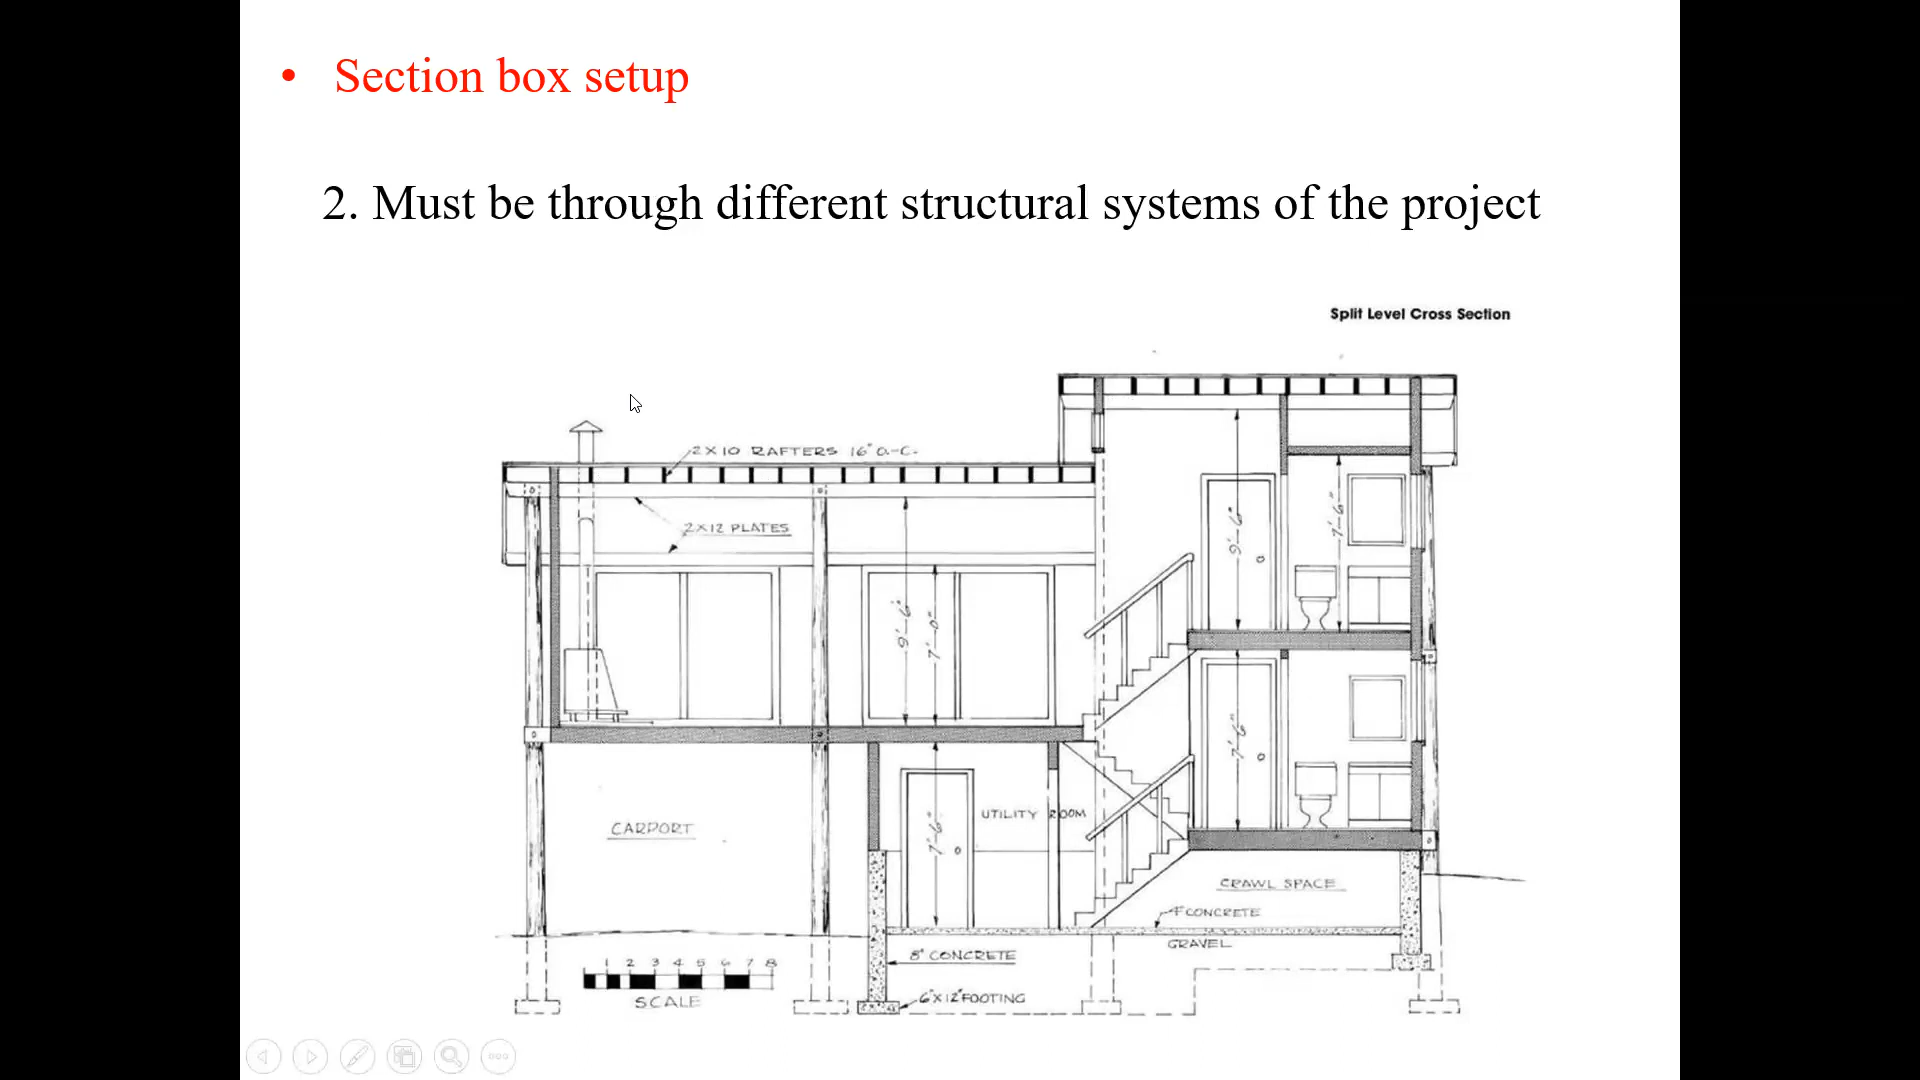 • Section box setup
2. Must be through different structural systems of the project
Split Level Cross Section
2X10 RAFTERS 16" O.-C.
2X12 PLATES
9'-6"
7'-0"
9'-6"
7'-6"
7'-6"
7'-6"
UTILITY ROOM
CARPORT
CRAWL SPACE
4" CONCRETE
GRAVEL
8" CONCRETE
6"X12" FOOTING
1 2 3 4 5 6 7 8
SCALE